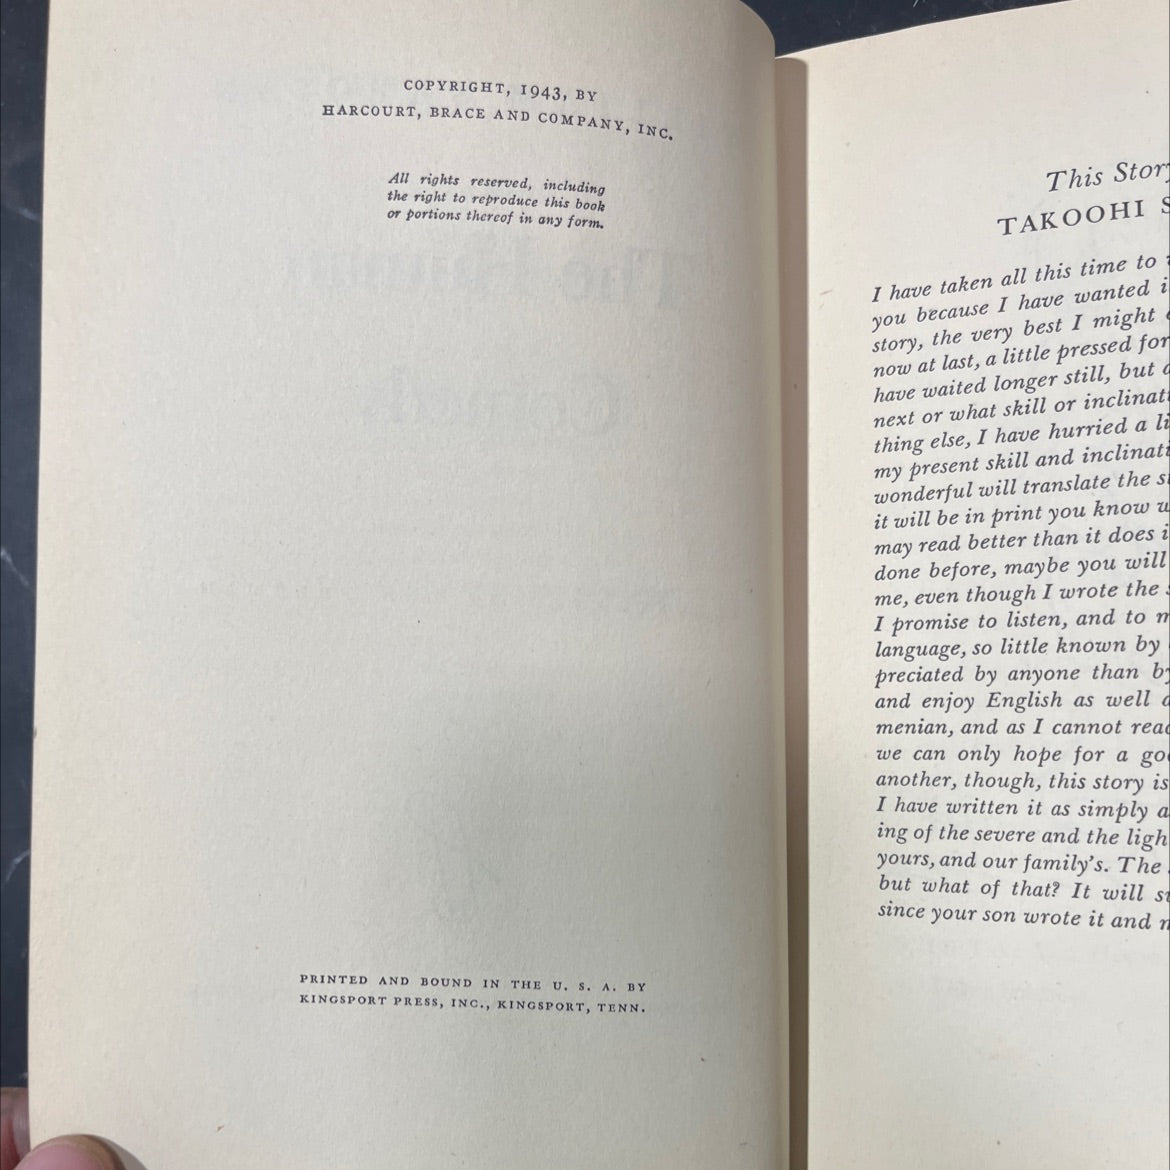 COPYRIGHT, 1943, BY
HARCOURT, BRACE AND COMPANY, INC.
All rights reserved, including
the right to reproduce this book
or portions thereof in any form.
PRINTED AND BOUND IN THE U. S. A. BY
KINGSPORT PRESS, INC., KINGSPORT, TENN.
This Story
TAKOOHI S
I have taken all this time to
you because I have wanted i
story, the very best I might
now at last, a little pressed for
have waited longer still, but
next or what skill or inclinati
thing else, I have hurried a li
my present skill and inclinati
wonderful will translate the
it will be in print you know
may read better than it does i
done before, maybe you will
me, even though I wrote the
I promise to listen, and to
language, so little known by
preciated by anyone than by
and enjoy English as well
menian, and as I cannot read
we can only hope for a go
another, though, this story is
I have written it as simply a
ing of the severe and the ligh
yours, and our family's. The
but what of that? It will
since your son wrote it and